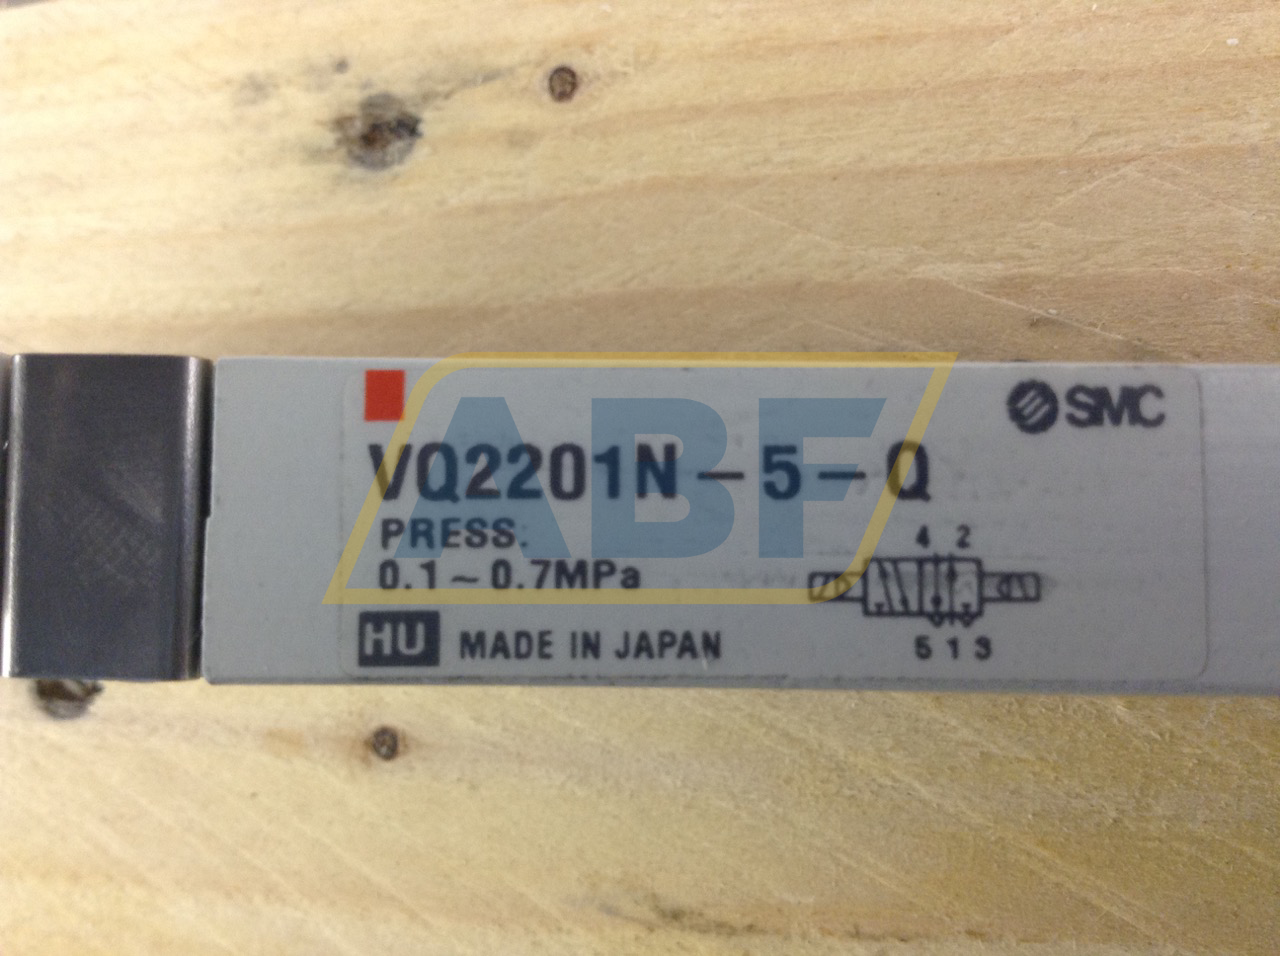 SMC
VQ2201N-5-Q
PRESS.
0.1~0.7MPa
4 2
5 1 3
HU MADE IN JAPAN
ABF